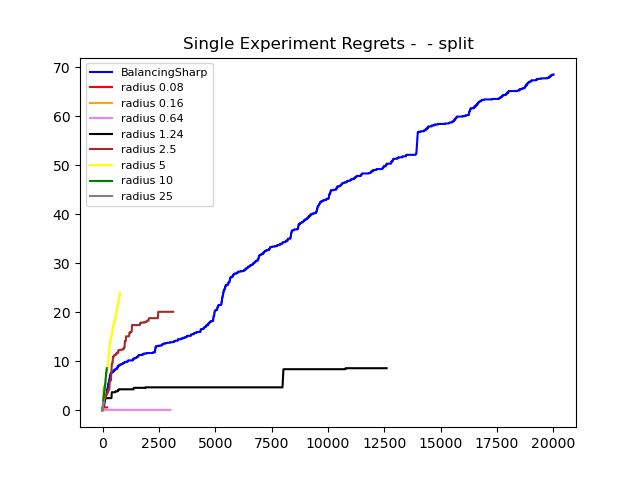 Single Experiment Regrets -  - split
70
60
50
40
30
20
10
0
BalancingSharp
radius 0.08
radius 0.16
radius 0.64
radius 1.24
radius 2.5
radius 5
radius 10
radius 25
0 2500 5000 7500 10000 12500 15000 17500 20000